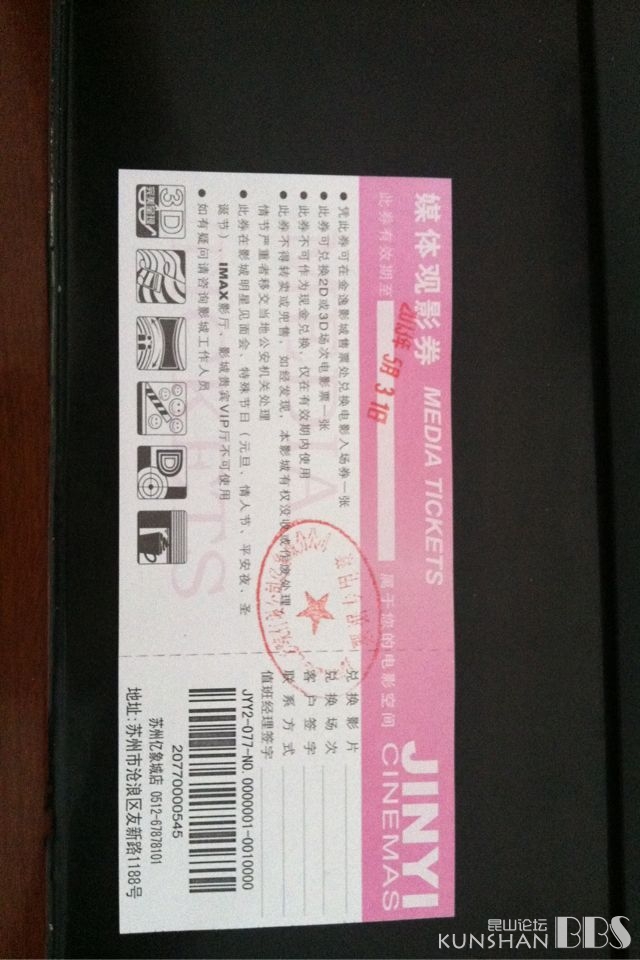 媒体观影券 MEDIA TICKETS
此券有效期至 2014年5月31日 属于您的电影空间
JINYI
CINEMAS
凭此券可在金逸影城售票处兑换电影入场券一张
此券可兑换2D或3D场次电影票一张
此券不可作为现金兑换，仅在有效期内使用
此券不得转卖或兜售，如经发现，本影城有权没收或作废处理，
情节严重者移交当地公安机关处理
此券在影城明星见面会、特殊节日（元旦、情人节、平安夜、圣
诞节）、IMAX影厅、影城贵宾VIP厅不可使用
如有疑问请咨询影城工作人员
3D
兑换影片
兑换场次
客户签字
联系方式
值班经理签字
JYY2-077-NO. 0000001-0010000
20770000545
苏州亿象城店 0512-67878101
地址:苏州市沧浪区友新路1188号
昆山论坛
KUNSHAN BBS